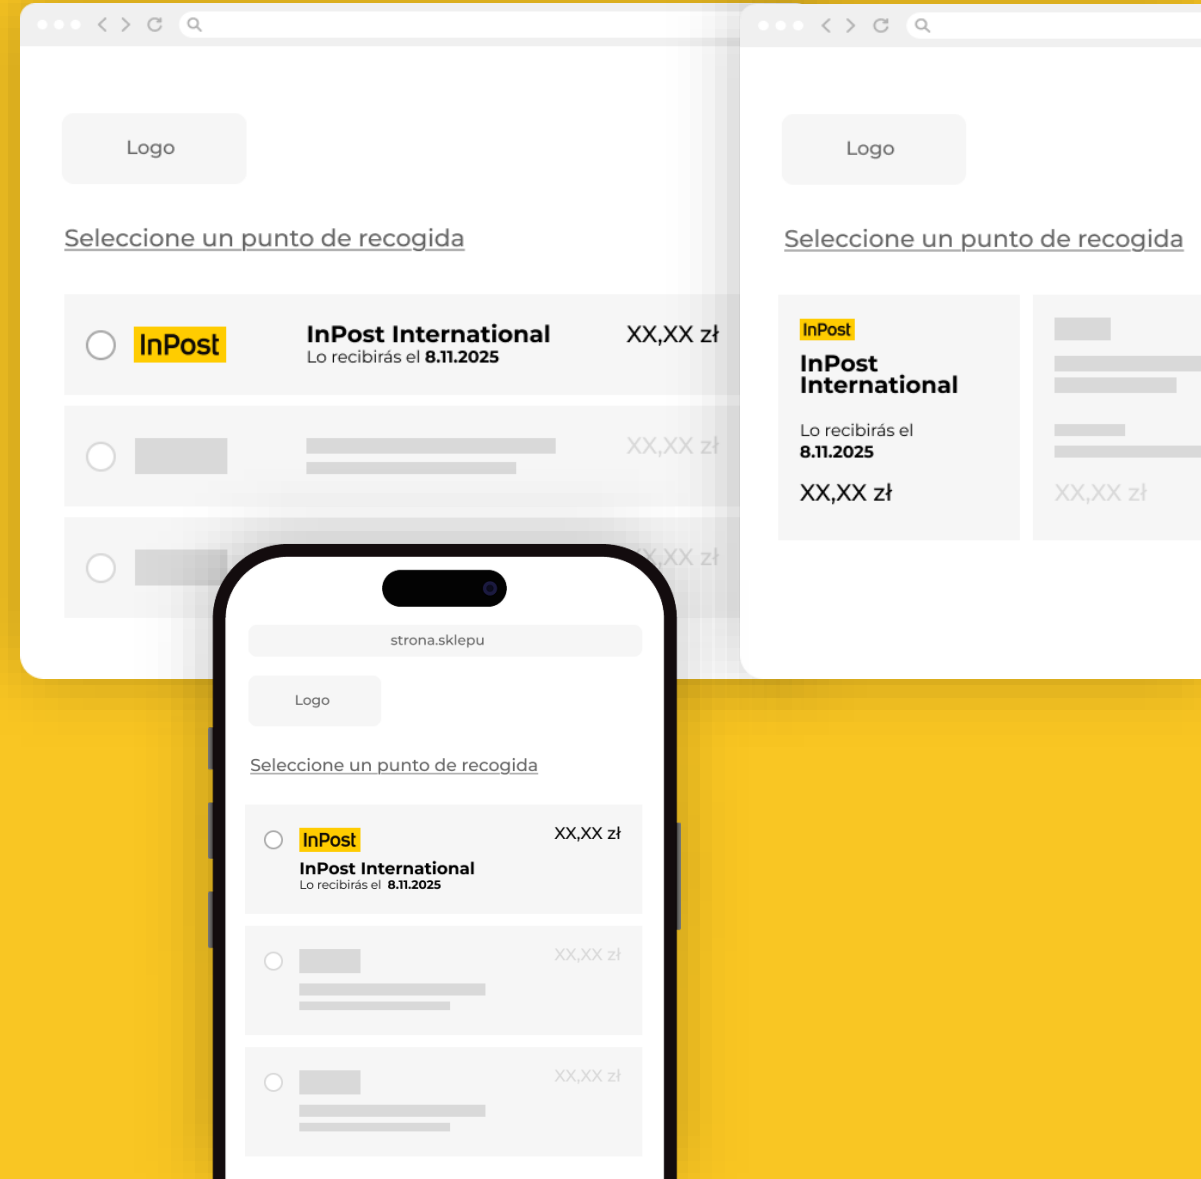 Logo
Seleccione un punto de recogida
InPost
InPost International
Lo recibirás el 8.11.2025
XX,XX zł
XX,XX zł
XX,XX zł
Logo
Seleccione un punto de recogida
InPost
InPost
International
Lo recibirás el
8.11.2025
XX,XX zł
XX,XX zł
strona.sklepu
Logo
Seleccione un punto de recogida
InPost
XX,XX zł
InPost International
Lo recibirás el 8.11.2025
XX,XX zł
XX,XX zł